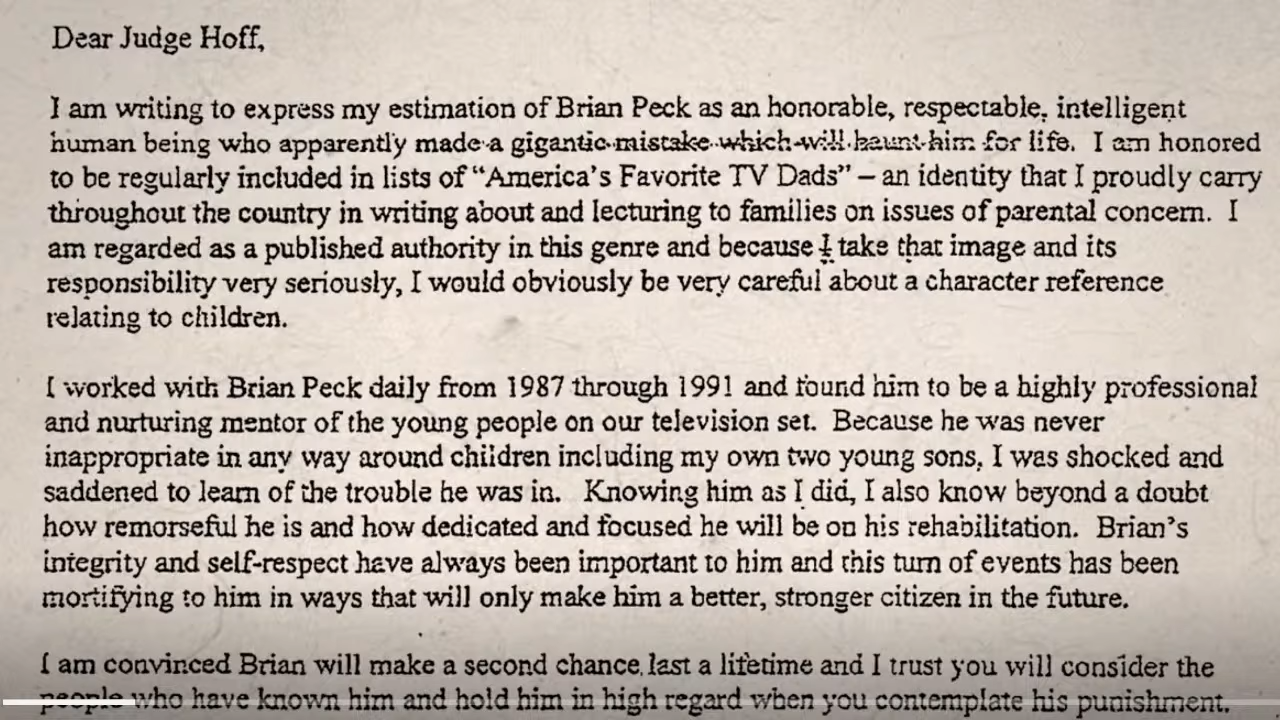 Dear Judge Hoff,
I am writing to express my estimation of Brian Peck as an honorable, respectable, intelligent
human being who apparently made a gigantic mistake which will haunt him for life. I am honored
to be regularly included in lists of “America’s Favorite TV Dads” – an identity that I proudly carry
throughout the country in writing about and lecturing to families on issues of parental concern. I
am regarded as a published authority in this genre and because I take that image and its
responsibility very seriously, I would obviously be very careful about a character reference
relating to children.
I worked with Brian Peck daily from 1987 through 1991 and found him to be a highly professional
and nurturing mentor of the young people on our television set. Because he was never
inappropriate in any way around children including my own two young sons, I was shocked and
saddened to learn of the trouble he was in. Knowing him as I did, I also know beyond a doubt
how remorseful he is and how dedicated and focused he will be on his rehabilitation. Brian’s
integrity and self-respect have always been important to him and this turn of events has been
mortifying to him in ways that will only make him a better, stronger citizen in the future.
I am convinced Brian will make a second chance last a lifetime and I trust you will consider the
people who have known him and hold him in high regard when you contemplate his punishment.